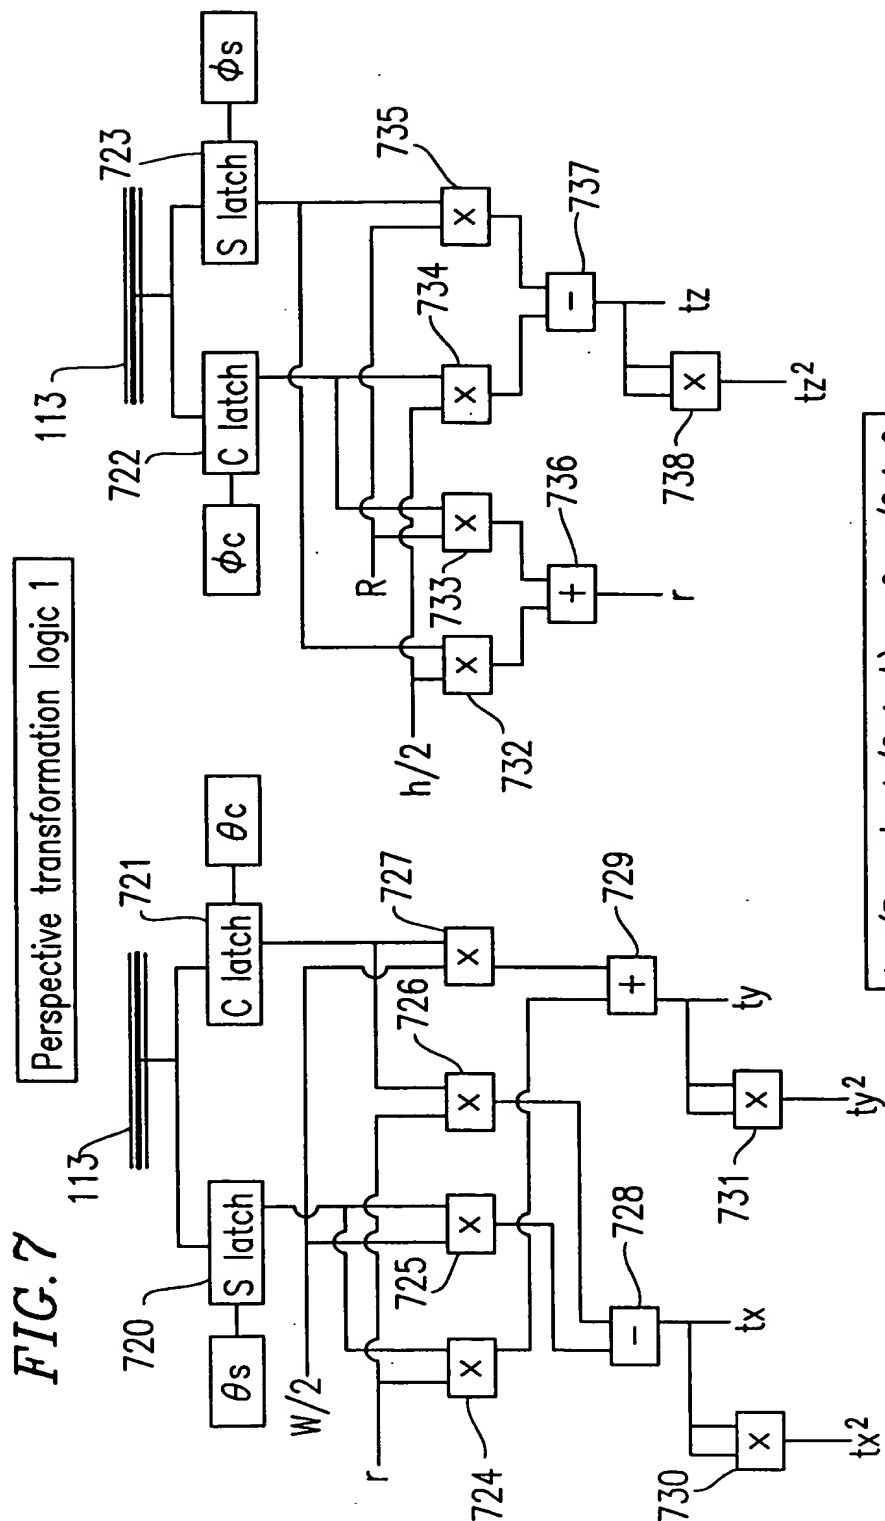 FIG.7
Perspective transformation logic 1
113
720
S latch
θs
721
C latch
θc
W/2
r
724
X
725
X
726
X
727
X
728
-
729
+
730
X
731
X
tx²
tx
ty²
ty
113
722
C latch
φc
723
S latch
φs
h/2
R
732
X
733
X
734
X
735
X
736
+
737
-
738
X
r
tz²
tz